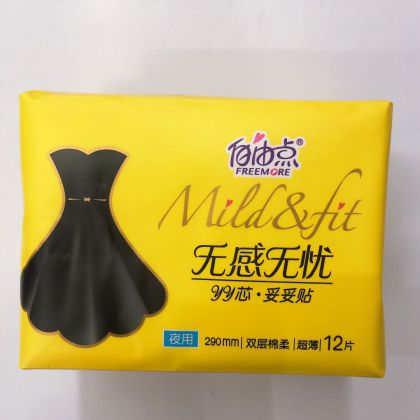 自由点®
FREEMORE
Mild&fit
无感无忧
YY芯·妥妥贴
夜用 290mm|双层棉柔|超薄|12片